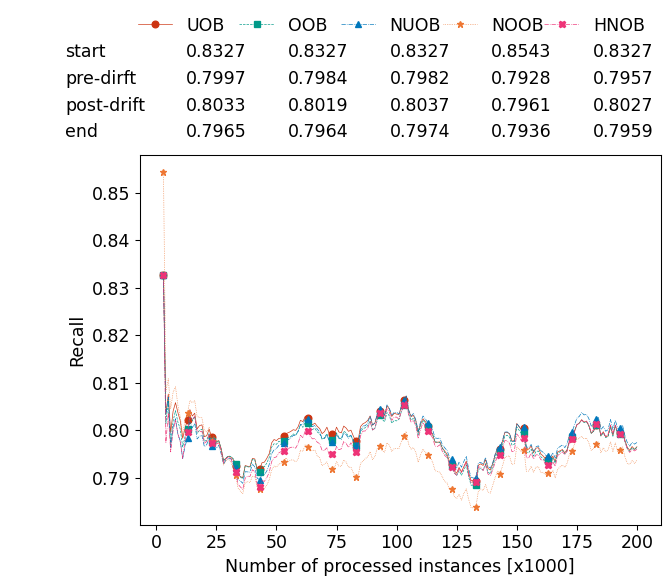 UOB OOB NUOB NOOB HNOB
start 0.8327 0.8327 0.8327 0.8543 0.8327
pre-dirft 0.7997 0.7984 0.7982 0.7928 0.7957
post-drift 0.8033 0.8019 0.8037 0.7961 0.8027
end 0.7965 0.7964 0.7974 0.7936 0.7959
0.85
0.84
0.83
0.82
0.81
0.80
0.79
Recall
0 25 50 75 100 125 150 175 200
Number of processed instances [x1000]